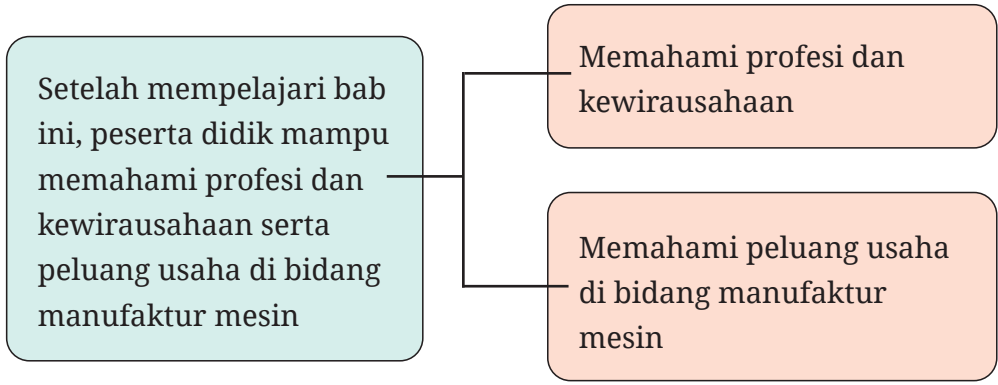 Setelah mempelajari bab
ini, peserta didik mampu
memahami profesi dan
kewirausahaan serta
peluang usaha di bidang
manufaktur mesin
Memahami profesi dan
kewirausahaan
Memahami peluang usaha
di bidang manufaktur
mesin